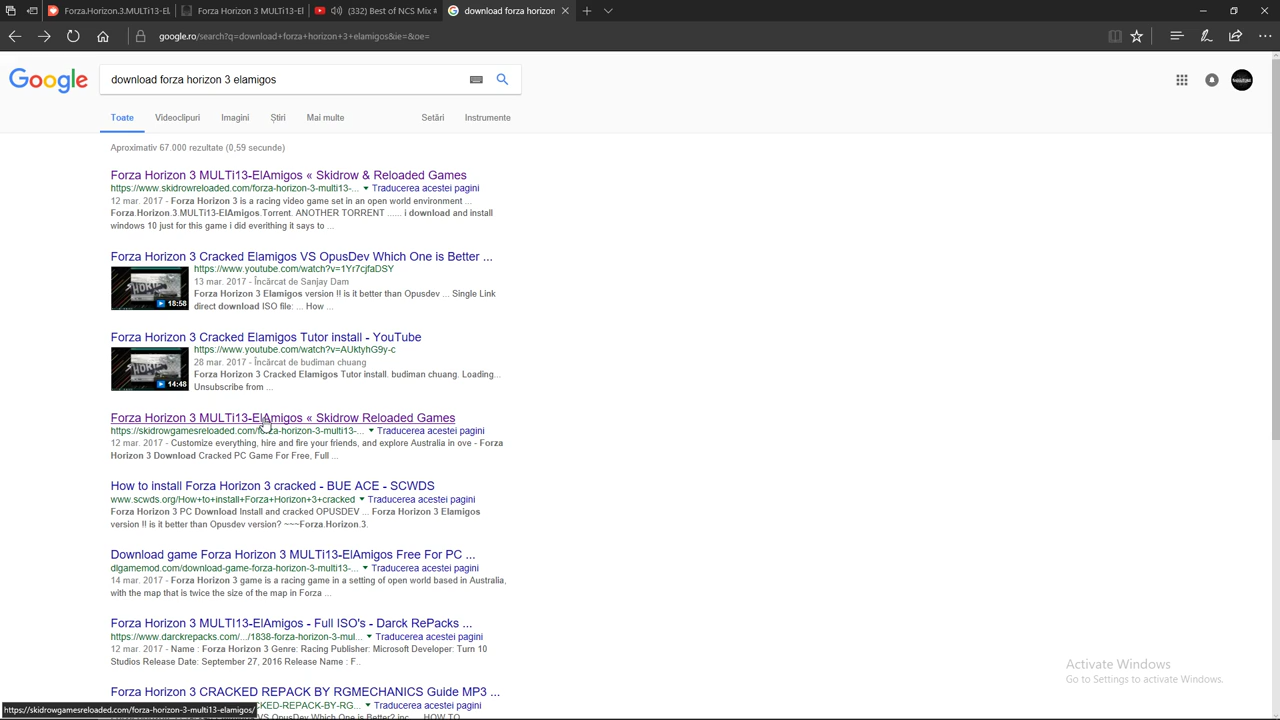 Forza.Horizon.3.MULTi13-EL
Forza Horizon 3 MULTi13-El
(332) Best of NCS Mix #
download forza horizon
google.ro/search?q=download+forza+horizon+3+elamigos&ie=&oe=
Google
download forza horizon 3 elamigos
Toate Videoclipuri Imagini Știri Mai multe Setări Instrumente
Aproximativ 67.000 rezultate (0,59 secunde)
Forza Horizon 3 MULTi13-ElAmigos « Skidrow & Reloaded Games
https://www.skidrowreloaded.com/forza-horizon-3-multi13-... ▾ Traducerea acestei pagini
12 mar. 2017 - Forza Horizon 3 is a racing video game set in an open world environment ...
Forza.Horizon.3.MULTi13-ElAmigos.Torrent. ANOTHER TORRENT ...... i download and install
windows 10 just for this game i did everithing it says to ...
Forza Horizon 3 Cracked Elamigos VS OpusDev Which One is Better ...
https://www.youtube.com/watch?v=1Yr7cjfaDSY
13 mar. 2017 - Încărcat de Sanjay Dam
Forza Horizon 3 Elamigos version !! is it better than Opusdev ... Single Link
direct download ISO file: ... How ...
18:58
Forza Horizon 3 Cracked Elamigos Tutor install - YouTube
https://www.youtube.com/watch?v=AUktyhG9y-c
28 mar. 2017 - Încărcat de budiman chuang
Forza Horizon 3 Cracked Elamigos Tutor install. budiman chuang. Loading...
Unsubscribe from ...
14:48
Forza Horizon 3 MULTi13-ElAmigos « Skidrow Reloaded Games
https://skidrowgamesreloaded.com/forza-horizon-3-multi13-... ▾ Traducerea acestei pagini
12 mar. 2017 - Customize everything, hire and fire your friends, and explore Australia in ove - Forza
Horizon 3 Download Cracked PC Game For Free, Full ...
How to install Forza Horizon 3 cracked - BUE ACE - SCWDS
www.scwds.org/How+to+install+Forza+Horizon+3+cracked ▾ Traducerea acestei pagini
Forza Horizon 3 PC Download Install and cracked OPUSDEV ... Forza Horizon 3 Elamigos
version !! is it better than Opusdev version? ~~~Forza.Horizon.3.
Download game Forza Horizon 3 MULTi13-ElAmigos Free For PC ...
dlgamemod.com/download-game-forza-horizon-3-multi13-... ▾ Traducerea acestei pagini
14 mar. 2017 - Forza Horizon 3 game is a racing game in a setting of open world based in Australia,
with the map that is twice the size of the map in Forza ...
Forza Horizon 3 MULTI13-ElAmigos - Full ISO's - Darck RePacks ...
https://www.darckrepacks.com/.../1838-forza-horizon-3-mul... ▾ Traducerea acestei pagini
12 mar. 2017 - Name : Forza Horizon 3 Genre: Racing Publisher: Microsoft Developer: Turn 10
Studios Release Date: September 27, 2016 Release Name : F..
Forza Horizon 3 CRACKED REPACK BY RGMECHANICS Guide MP3 ...
CKED-REPACK-BY-RG... ▾ Traducerea acestei pagini
https://skidrowgamesreloaded.com/forza-horizon-3-multi13-elamigos/
VS OpusDev Which One is Better? inc... HOW TO
Activate Windows
Go to Settings to activate Windows.